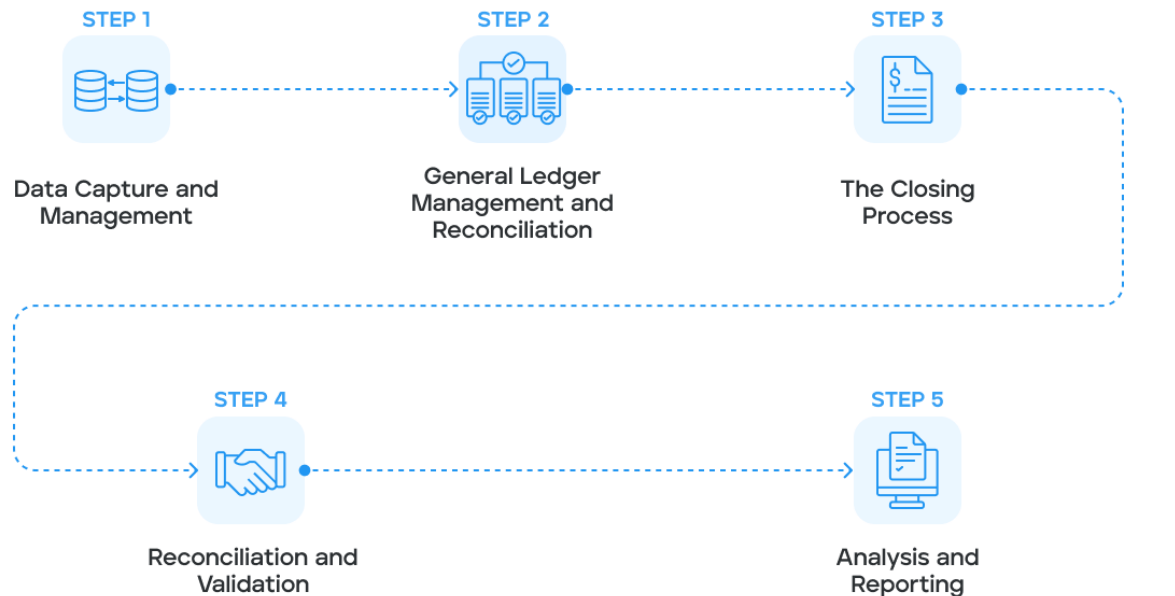 STEP 1
Data Capture and
Management
STEP 2
General Ledger
Management and
Reconciliation
STEP 3
The Closing
Process
STEP 4
Reconciliation and
Validation
STEP 5
Analysis and
Reporting